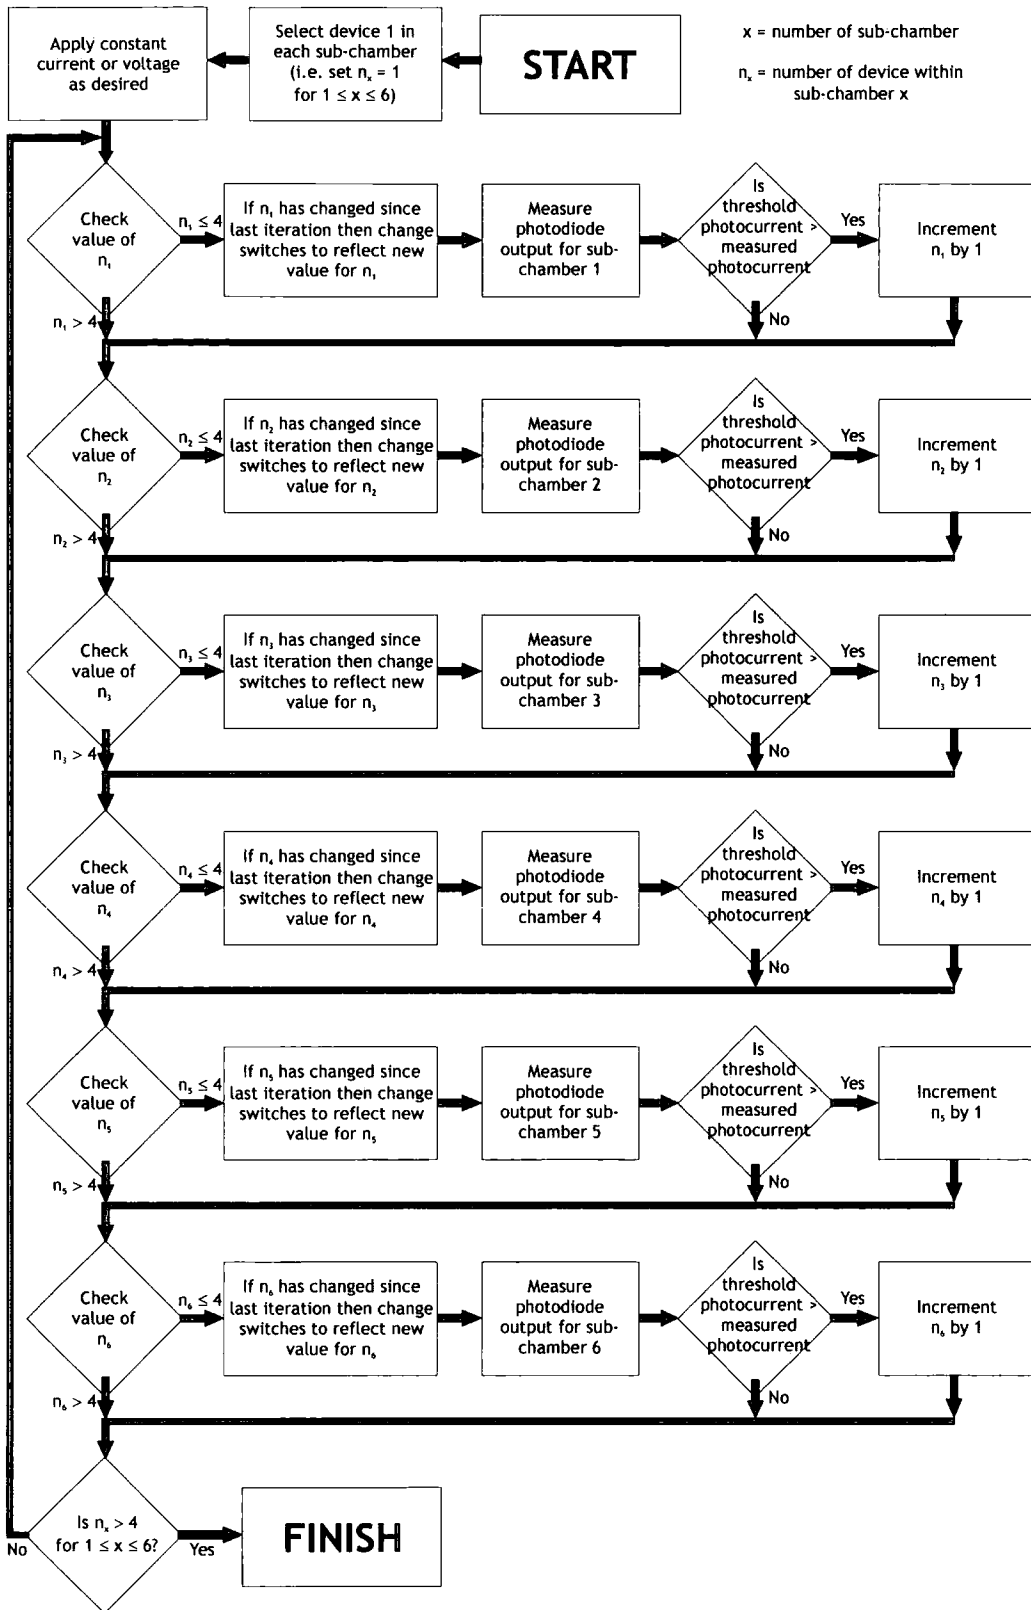 Apply constant
current or voltage
as desired
Select device 1 in
each sub-chamber
(i.e. set nₓ = 1
for 1 ≤ x ≤ 6)
START
x = number of sub-chamber
nₓ = number of device within
sub-chamber x
Check
value of
n₁
n₁ ≤ 4
If n₁ has changed since
last iteration then change
switches to reflect new
value for n₁
Measure
photodiode
output for sub-
chamber 1
Is
threshold
photocurrent >
measured
photocurrent
Yes
Increment
n₁ by 1
n₁ > 4
No
Check
value of
n₂
n₂ ≤ 4
If n₂ has changed since
last iteration then change
switches to reflect new
value for n₂
Measure
photodiode
output for sub-
chamber 2
Is
threshold
photocurrent >
measured
photocurrent
Yes
Increment
n₂ by 1
n₂ > 4
No
Check
value of
n₃
n₃ ≤ 4
If n₃ has changed since
last iteration then change
switches to reflect new
value for n₃
Measure
photodiode
output for sub-
chamber 3
Is
threshold
photocurrent >
measured
photocurrent
Yes
Increment
n₃ by 1
n₃ > 4
No
Check
value of
n₄
n₄ ≤ 4
If n₄ has changed since
last iteration then change
switches to reflect new
value for n₄
Measure
photodiode
output for sub-
chamber 4
Is
threshold
photocurrent >
measured
photocurrent
Yes
Increment
n₄ by 1
n₄ > 4
No
Check
value of
n₅
n₅ ≤ 4
If n₅ has changed since
last iteration then change
switches to reflect new
value for n₅
Measure
photodiode
output for sub-
chamber 5
Is
threshold
photocurrent >
measured
photocurrent
Yes
Increment
n₅ by 1
n₅ > 4
No
Check
value of
n₆
n₆ ≤ 4
If n₆ has changed since
last iteration then change
switches to reflect new
value for n₆
Measure
photodiode
output for sub-
chamber 6
Is
threshold
photocurrent >
measured
photocurrent
Yes
Increment
n₆ by 1
n₆ > 4
No
Is nₓ > 4
for 1 ≤ x ≤ 6?
No
Yes
FINISH